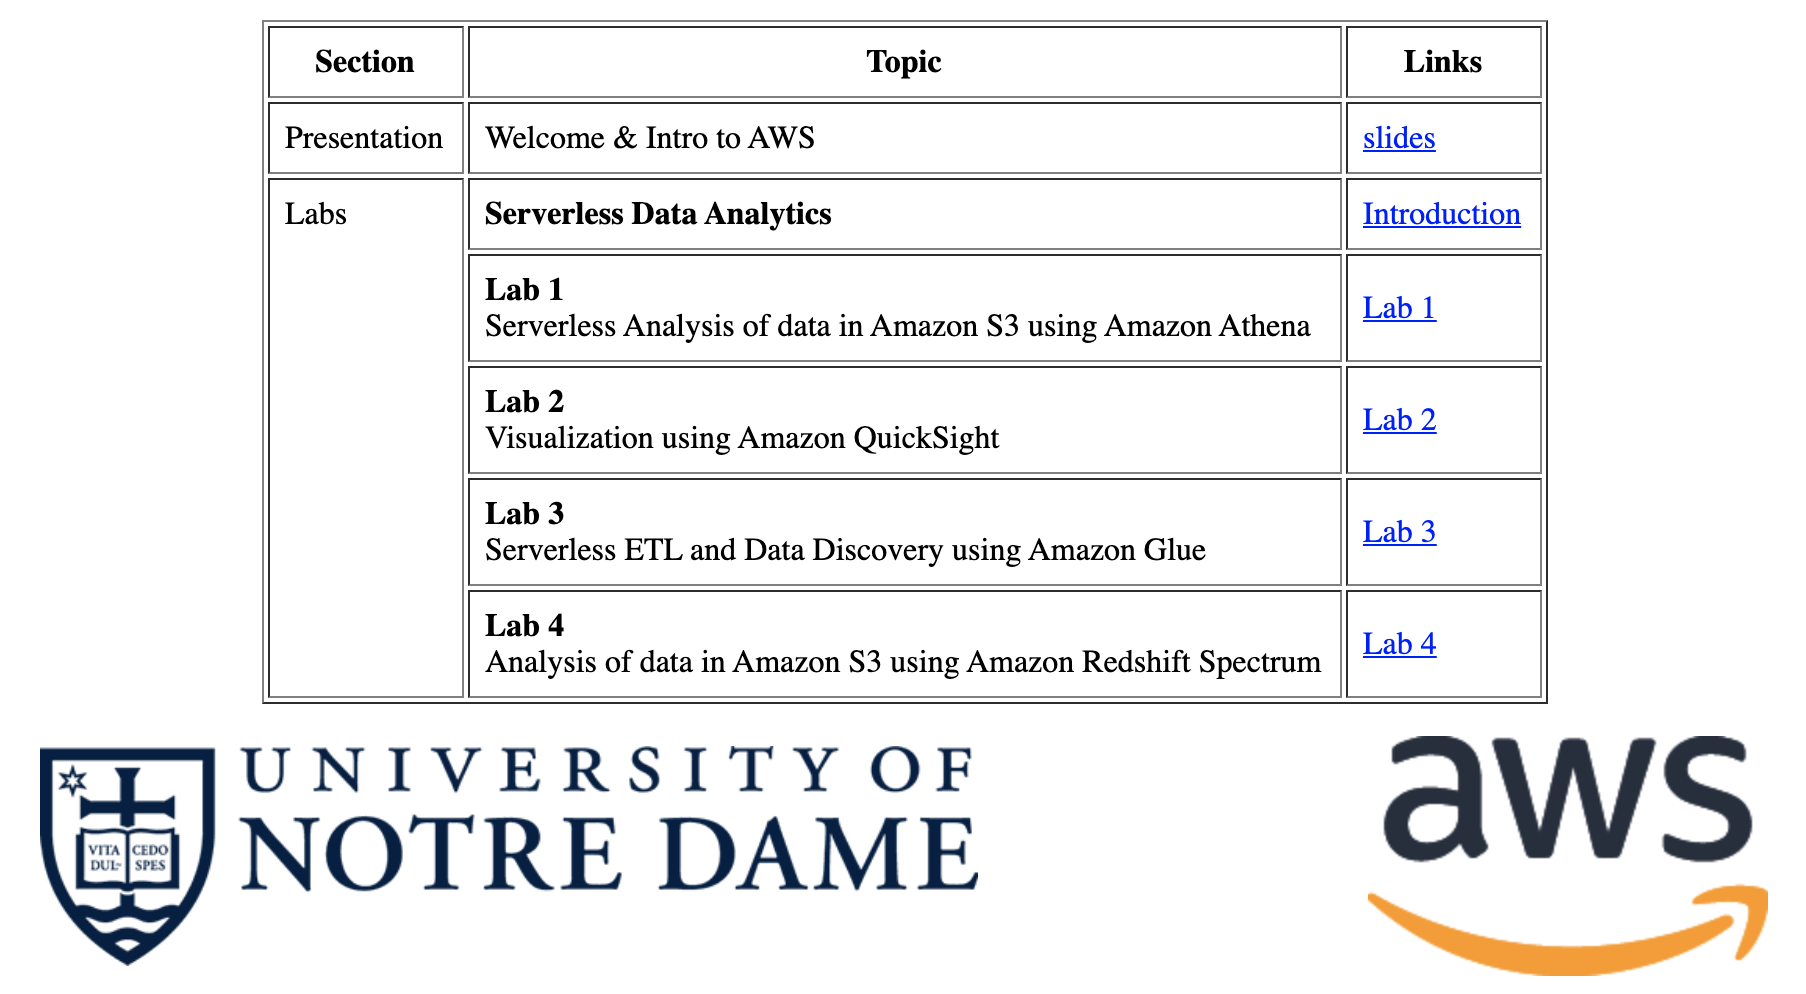 Section Topic Links
Presentation Welcome & Intro to AWS slides
Labs Serverless Data Analytics Introduction
Lab 1
Serverless Analysis of data in Amazon S3 using Amazon Athena
Lab 1
Lab 2
Visualization using Amazon QuickSight
Lab 2
Lab 3
Serverless ETL and Data Discovery using Amazon Glue
Lab 3
Lab 4
Analysis of data in Amazon S3 using Amazon Redshift Spectrum
Lab 4
UNIVERSITY OF
NOTRE DAME
VITA CEDO
DUL~ SPES
aws